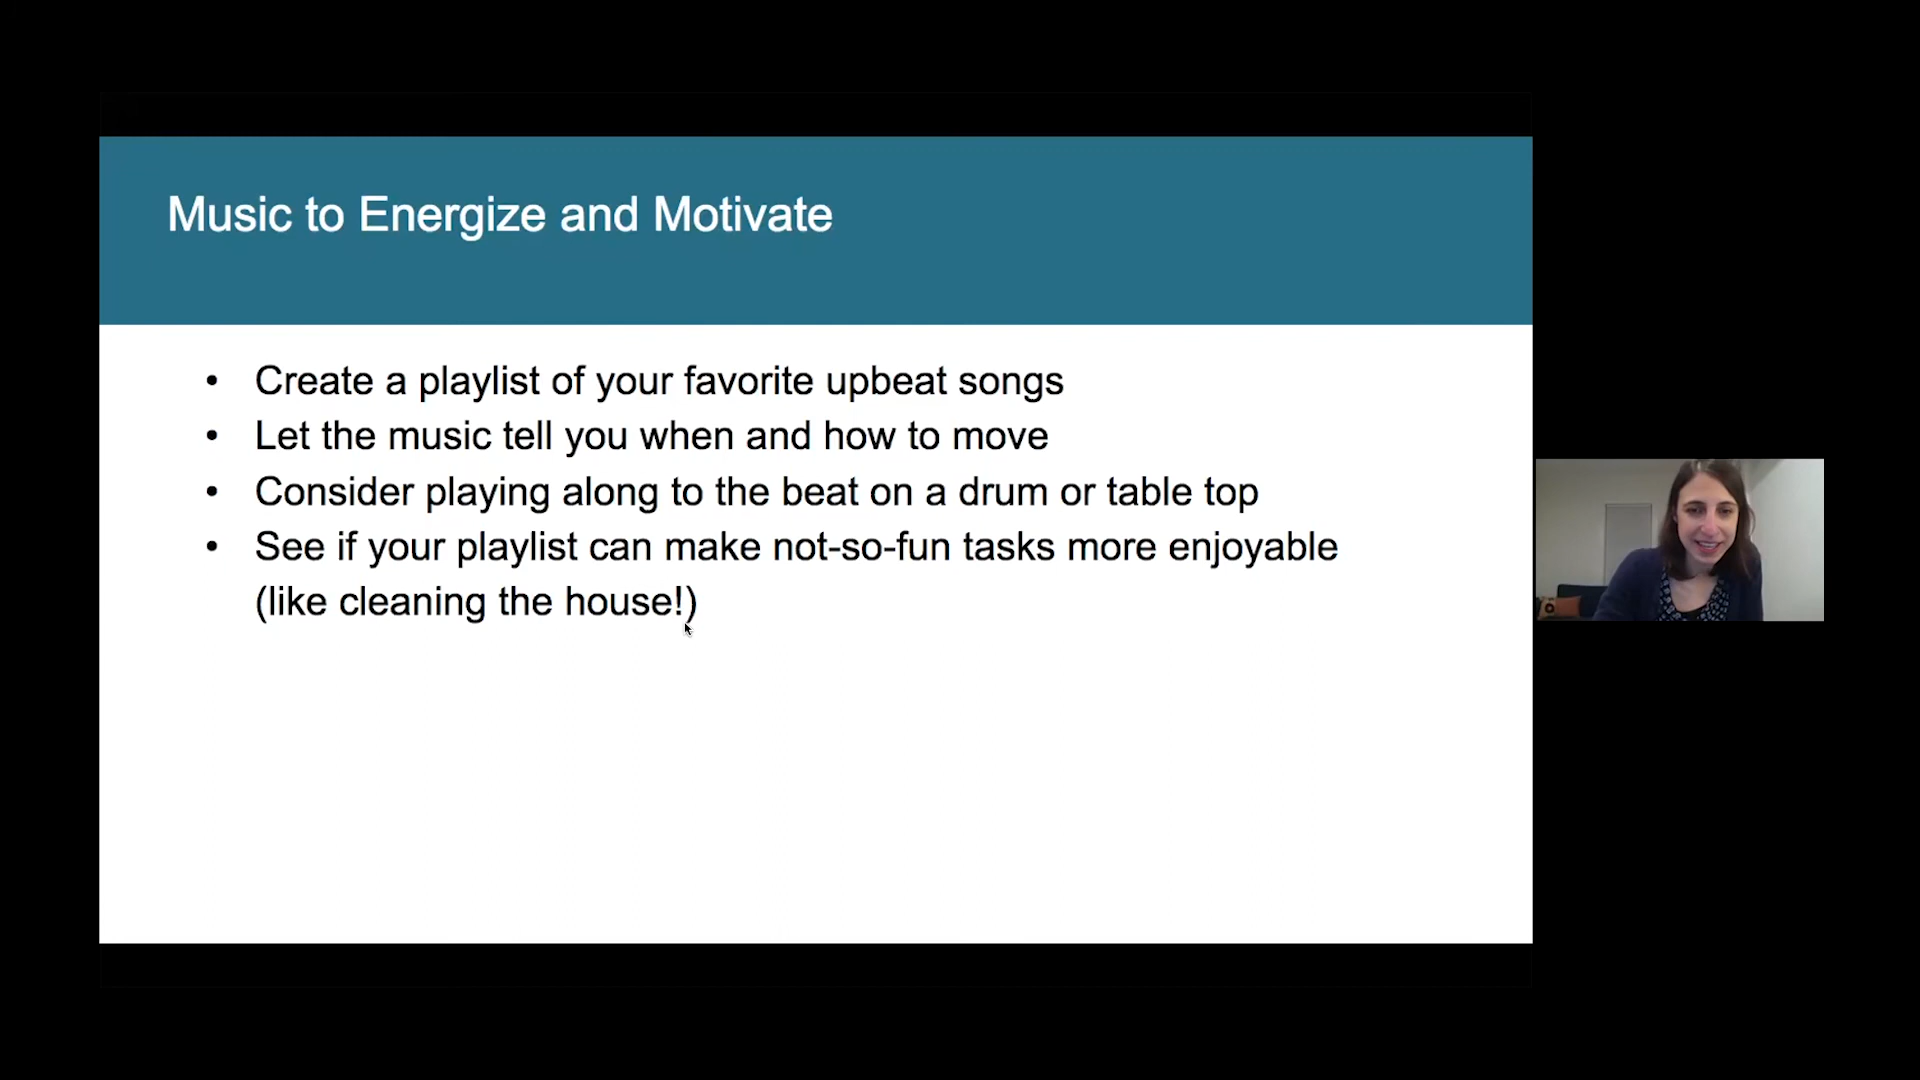 Music to Energize and Motivate
• Create a playlist of your favorite upbeat songs
• Let the music tell you when and how to move
• Consider playing along to the beat on a drum or table top
• See if your playlist can make not-so-fun tasks more enjoyable
(like cleaning the house!)